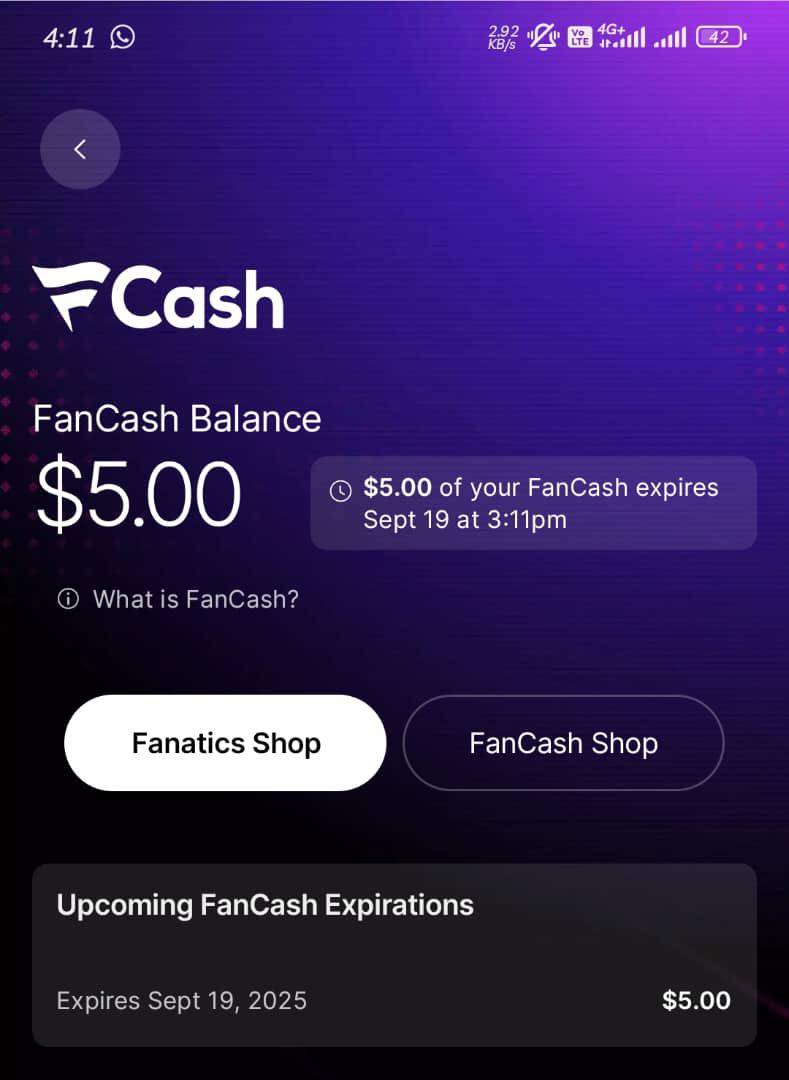 4:11
2.92
KB/s
Vo
LTE
4G+
42
Cash
FanCash Balance
$5.00
$5.00 of your FanCash expires
Sept 19 at 3:11pm
What is FanCash?
Fanatics Shop
FanCash Shop
Upcoming FanCash Expirations
Expires Sept 19, 2025
$5.00